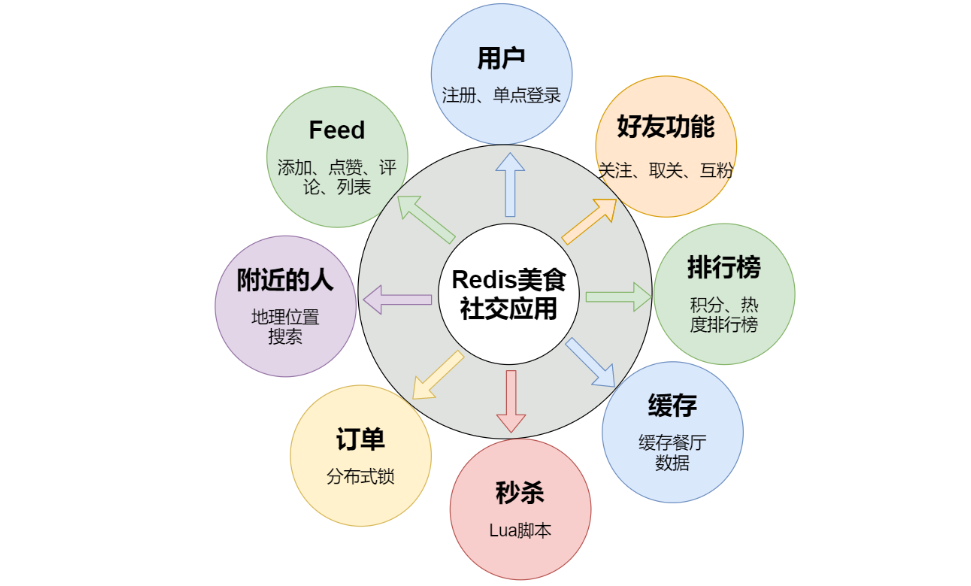 用户
注册、单点登录
好友功能
关注、取关、互粉
排行榜
积分、热
度排行榜
缓存
缓存餐厅
数据
秒杀
Lua脚本
订单
分布式锁
附近的人
地理位置
搜索
Feed
添加、点赞、评
论、列表
Redis美食
社交应用